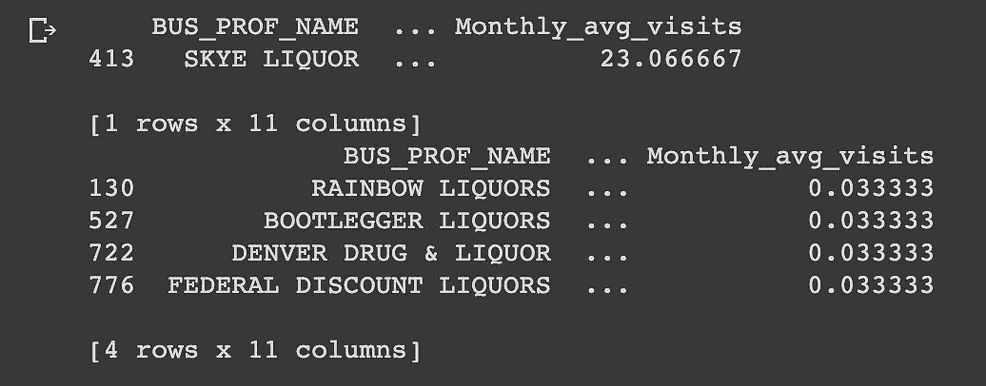 BUS_PROF_NAME ... Monthly_avg_visits
413 SKYE LIQUOR ... 23.066667
[1 rows x 11 columns]
BUS_PROF_NAME ... Monthly_avg_visits
130 RAINBOW LIQUORS ... 0.033333
527 BOOTLEGGER LIQUORS ... 0.033333
722 DENVER DRUG & LIQUOR ... 0.033333
776 FEDERAL DISCOUNT LIQUORS ... 0.033333
[4 rows x 11 columns]